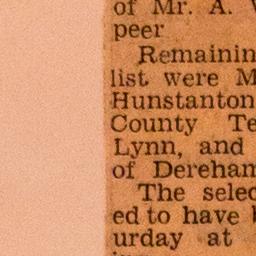 of Mr. A.
peer
Remainin
list were M
Hunstanton
County Te
Lynn, and
of Dereham
The selec
ed to have
urday at